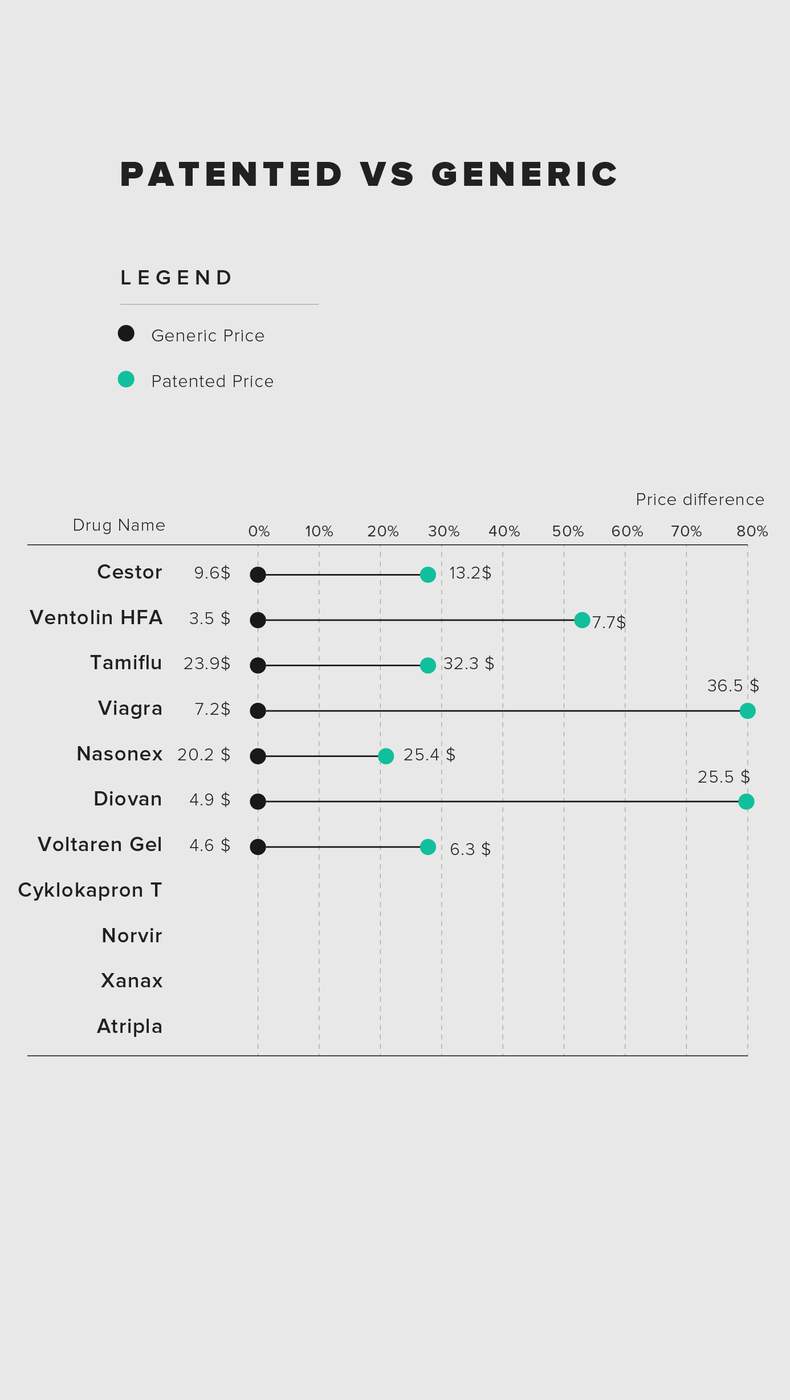 PATENTED VS GENERIC
LEGEND
Generic Price
Patented Price
Price difference
Drug Name 0% 10% 20% 30% 40% 50% 60% 70% 80%
Cestor 9.6$ 13.2$
Ventolin HFA 3.5 $ 7.7$
Tamiflu 23.9$ 32.3 $
36.5 $
Viagra 7.2$
Nasonex 20.2 $ 25.4 $
25.5 $
Diovan 4.9 $
Voltaren Gel 4.6 $ 6.3 $
Cyklokapron T
Norvir
Xanax
Atripla